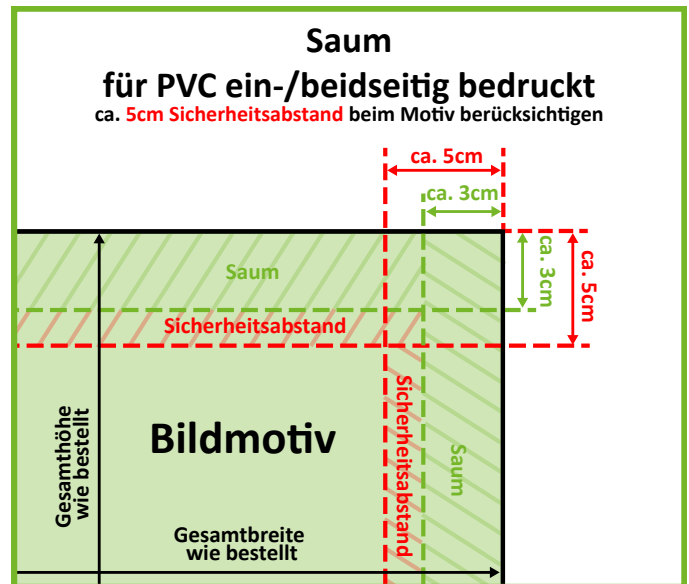 Saum
für PVC ein-/beidseitig bedruckt
ca. 5cm Sicherheitsabstand beim Motiv berücksichtigen
ca. 5cm
ca. 3cm
ca. 3cm
ca. 5cm
Saum
Sicherheitsabstand
Gesamthöhe
wie bestellt
Bildmotiv
Sicherheitsabstand
Saum
Gesamtbreite
wie bestellt